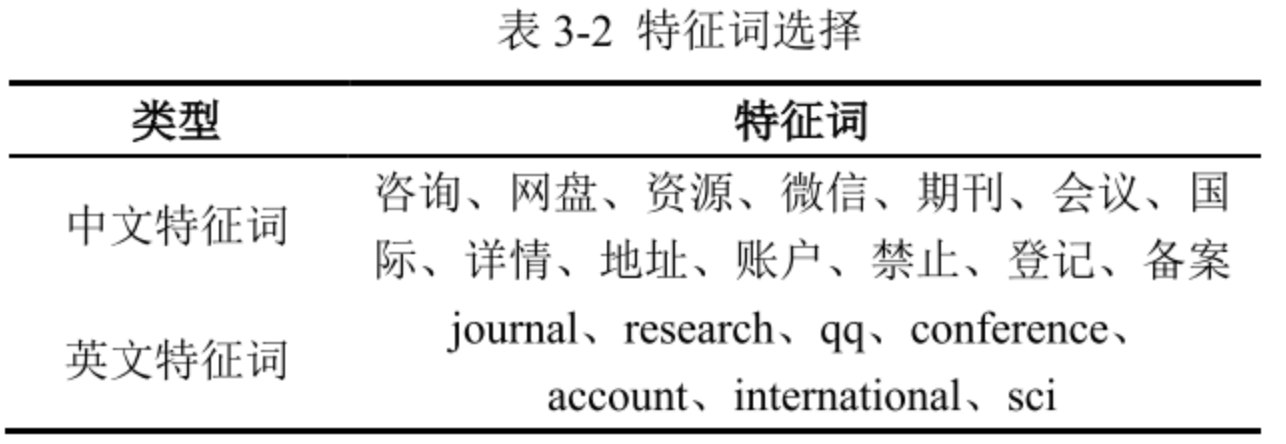 表 3-2 特征词选择
类型 特征词
咨询、网盘、资源、微信、期刊、会议、国
中文特征词
际、详情、地址、账户、禁止、登记、备案
journal、research、qq、conference、
英文特征词
account、international、sci